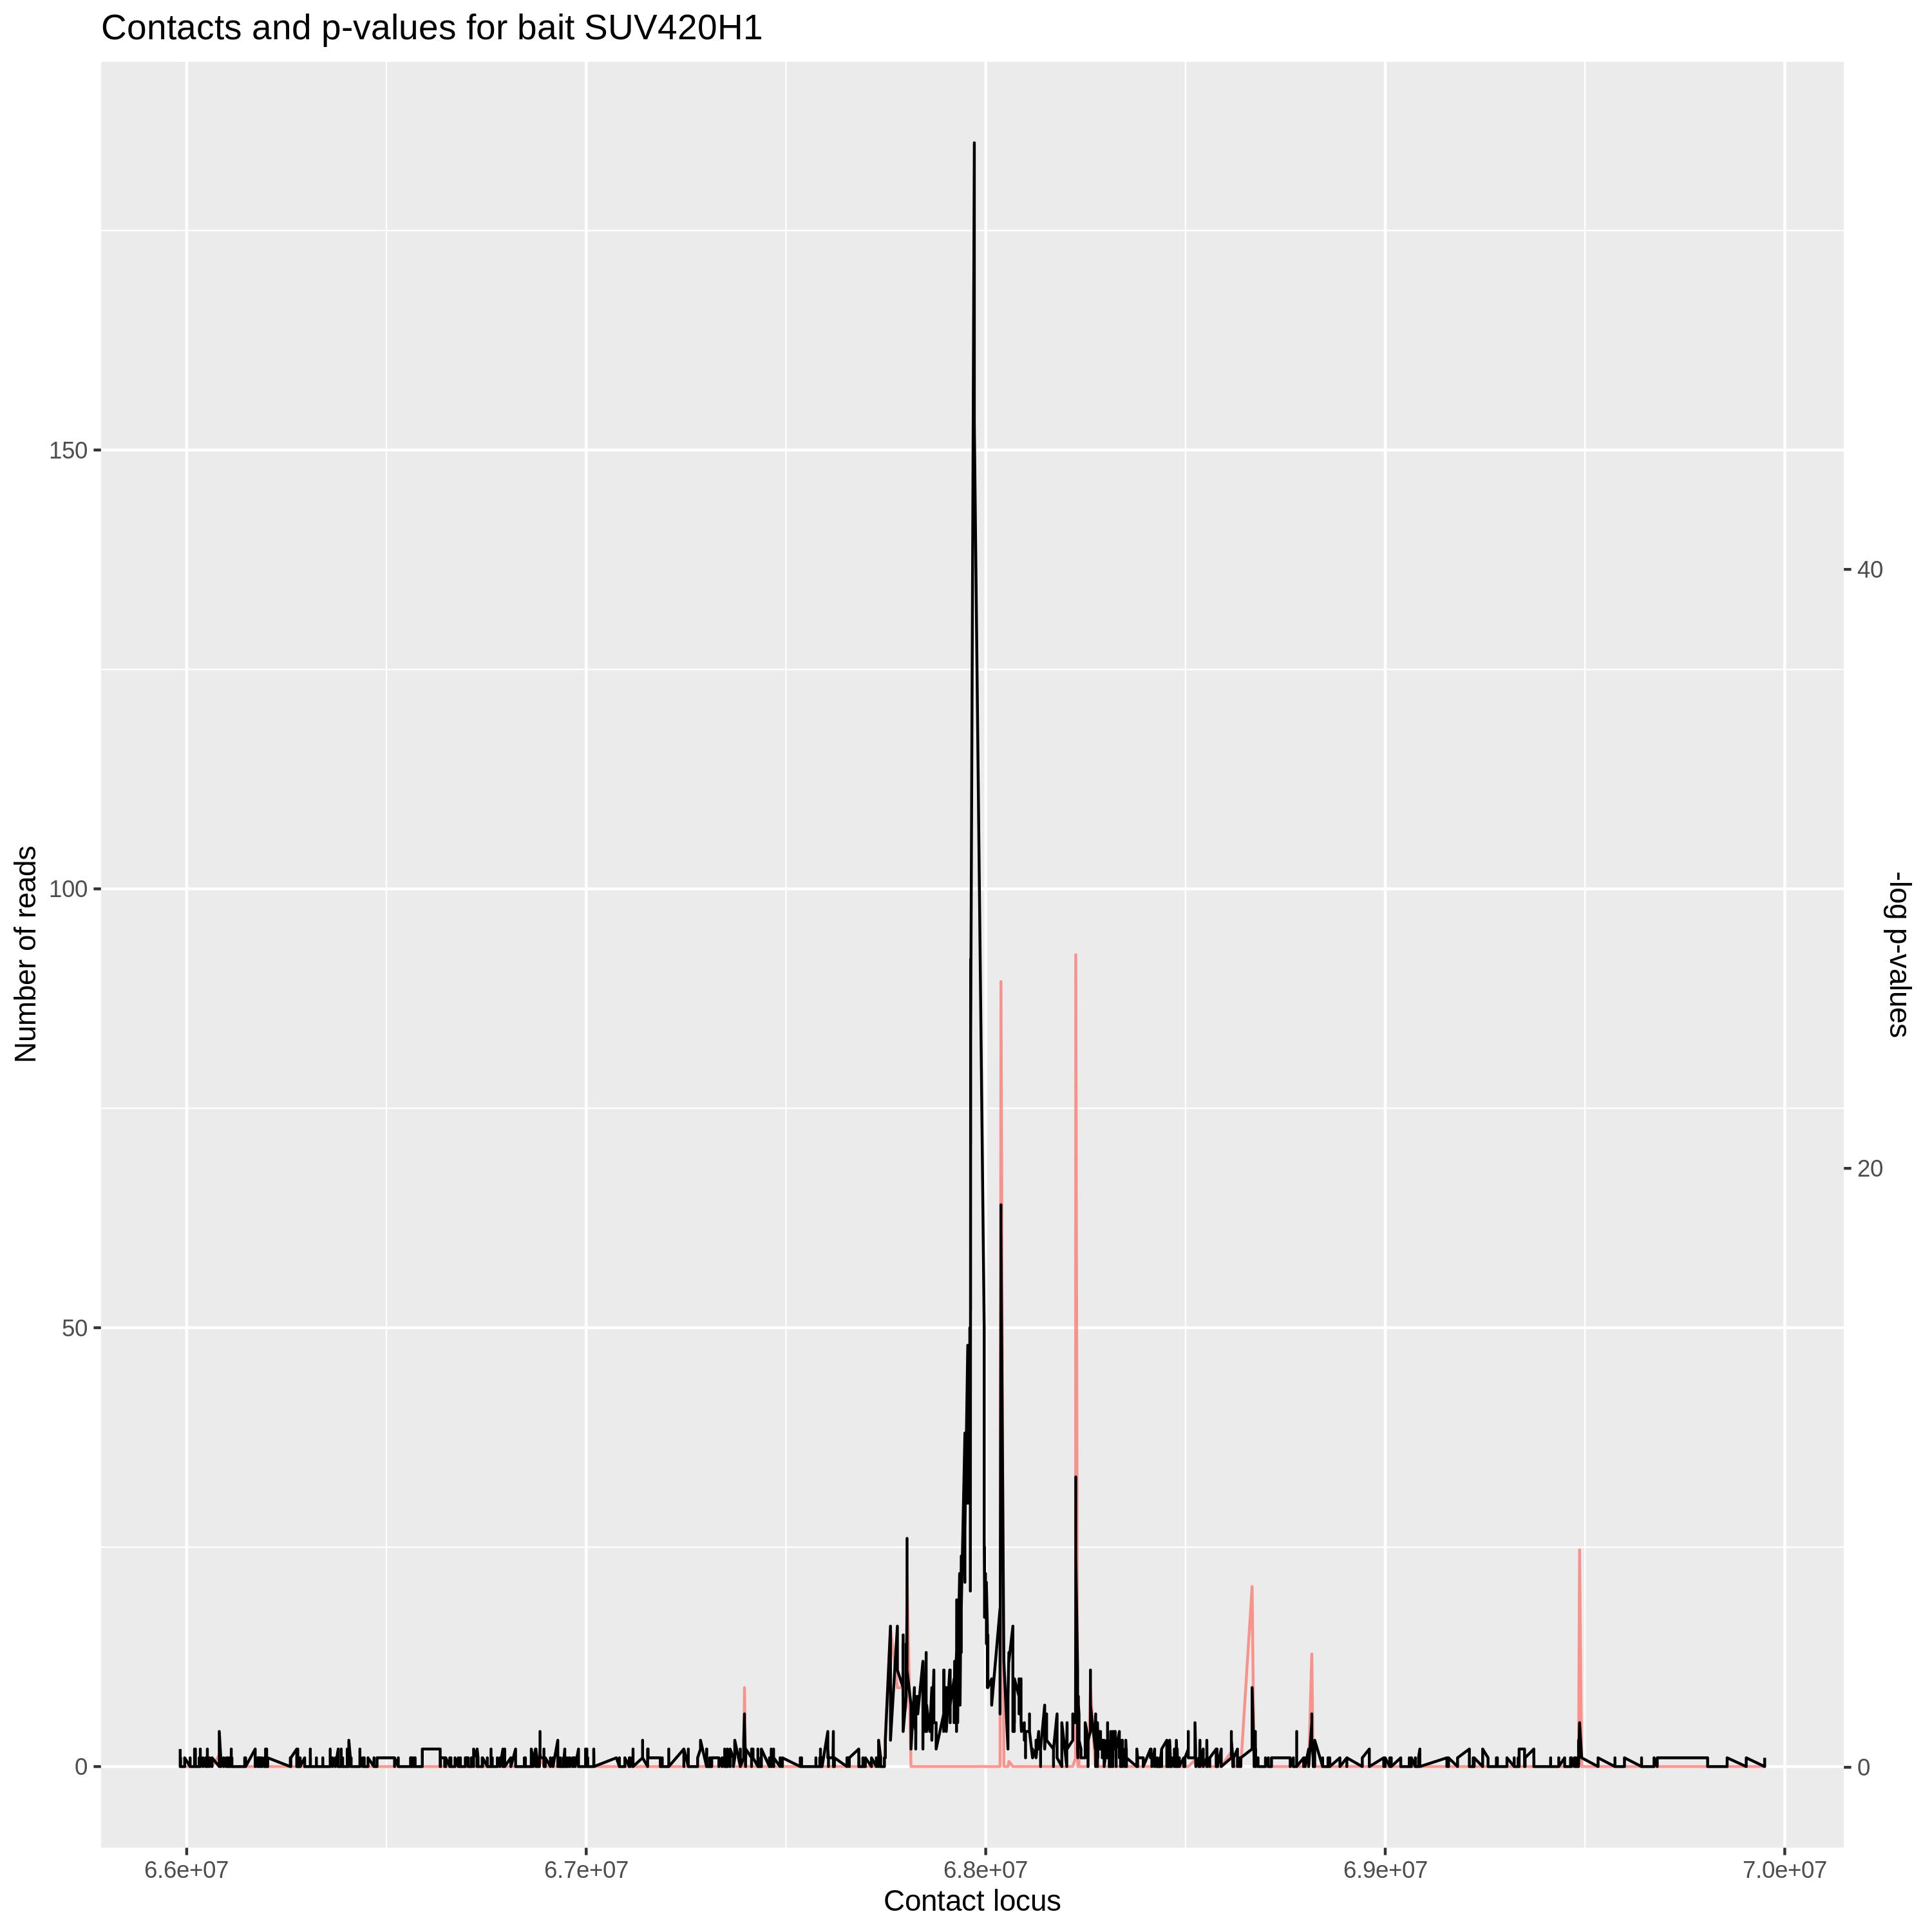 Contacts and p-values for bait SUV420H1
Number of reads
150
100
50
0
40
20
0
-log p-values
6.6e+07
6.7e+07
6.8e+07
6.9e+07
7.0e+07
Contact locus